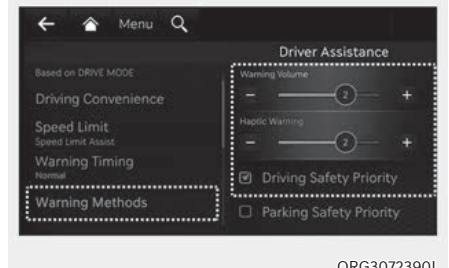 Menu
Driver Assistance
Based on DRIVE MODE
Driving Convenience
Speed Limit
Speed Limit Assist
Warning Timing
Normal
Warning Methods
Warning Volume
− 2 +
Haptic Warning
− 2 +
Driving Safety Priority
Parking Safety Priority
ORG3072390L